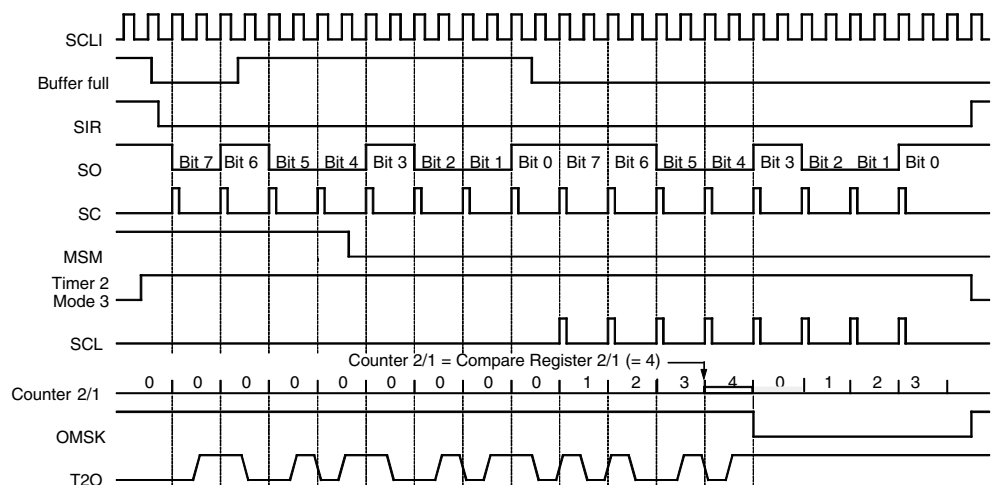 SCLI
Buffer full
SIR
SO
Bit 7 Bit 6 Bit 5 Bit 4 Bit 3 Bit 2 Bit 1 Bit 0 Bit 7 Bit 6 Bit 5 Bit 4 Bit 3 Bit 2 Bit 1 Bit 0
SC
MSM
Timer 2
Mode 3
SCL
Counter 2/1 = Compare Register 2/1 (= 4)
Counter 2/1
0 0 0 0 0 0 0 0 0 1 2 3 4 0 1 2 3
OMSK
T2O